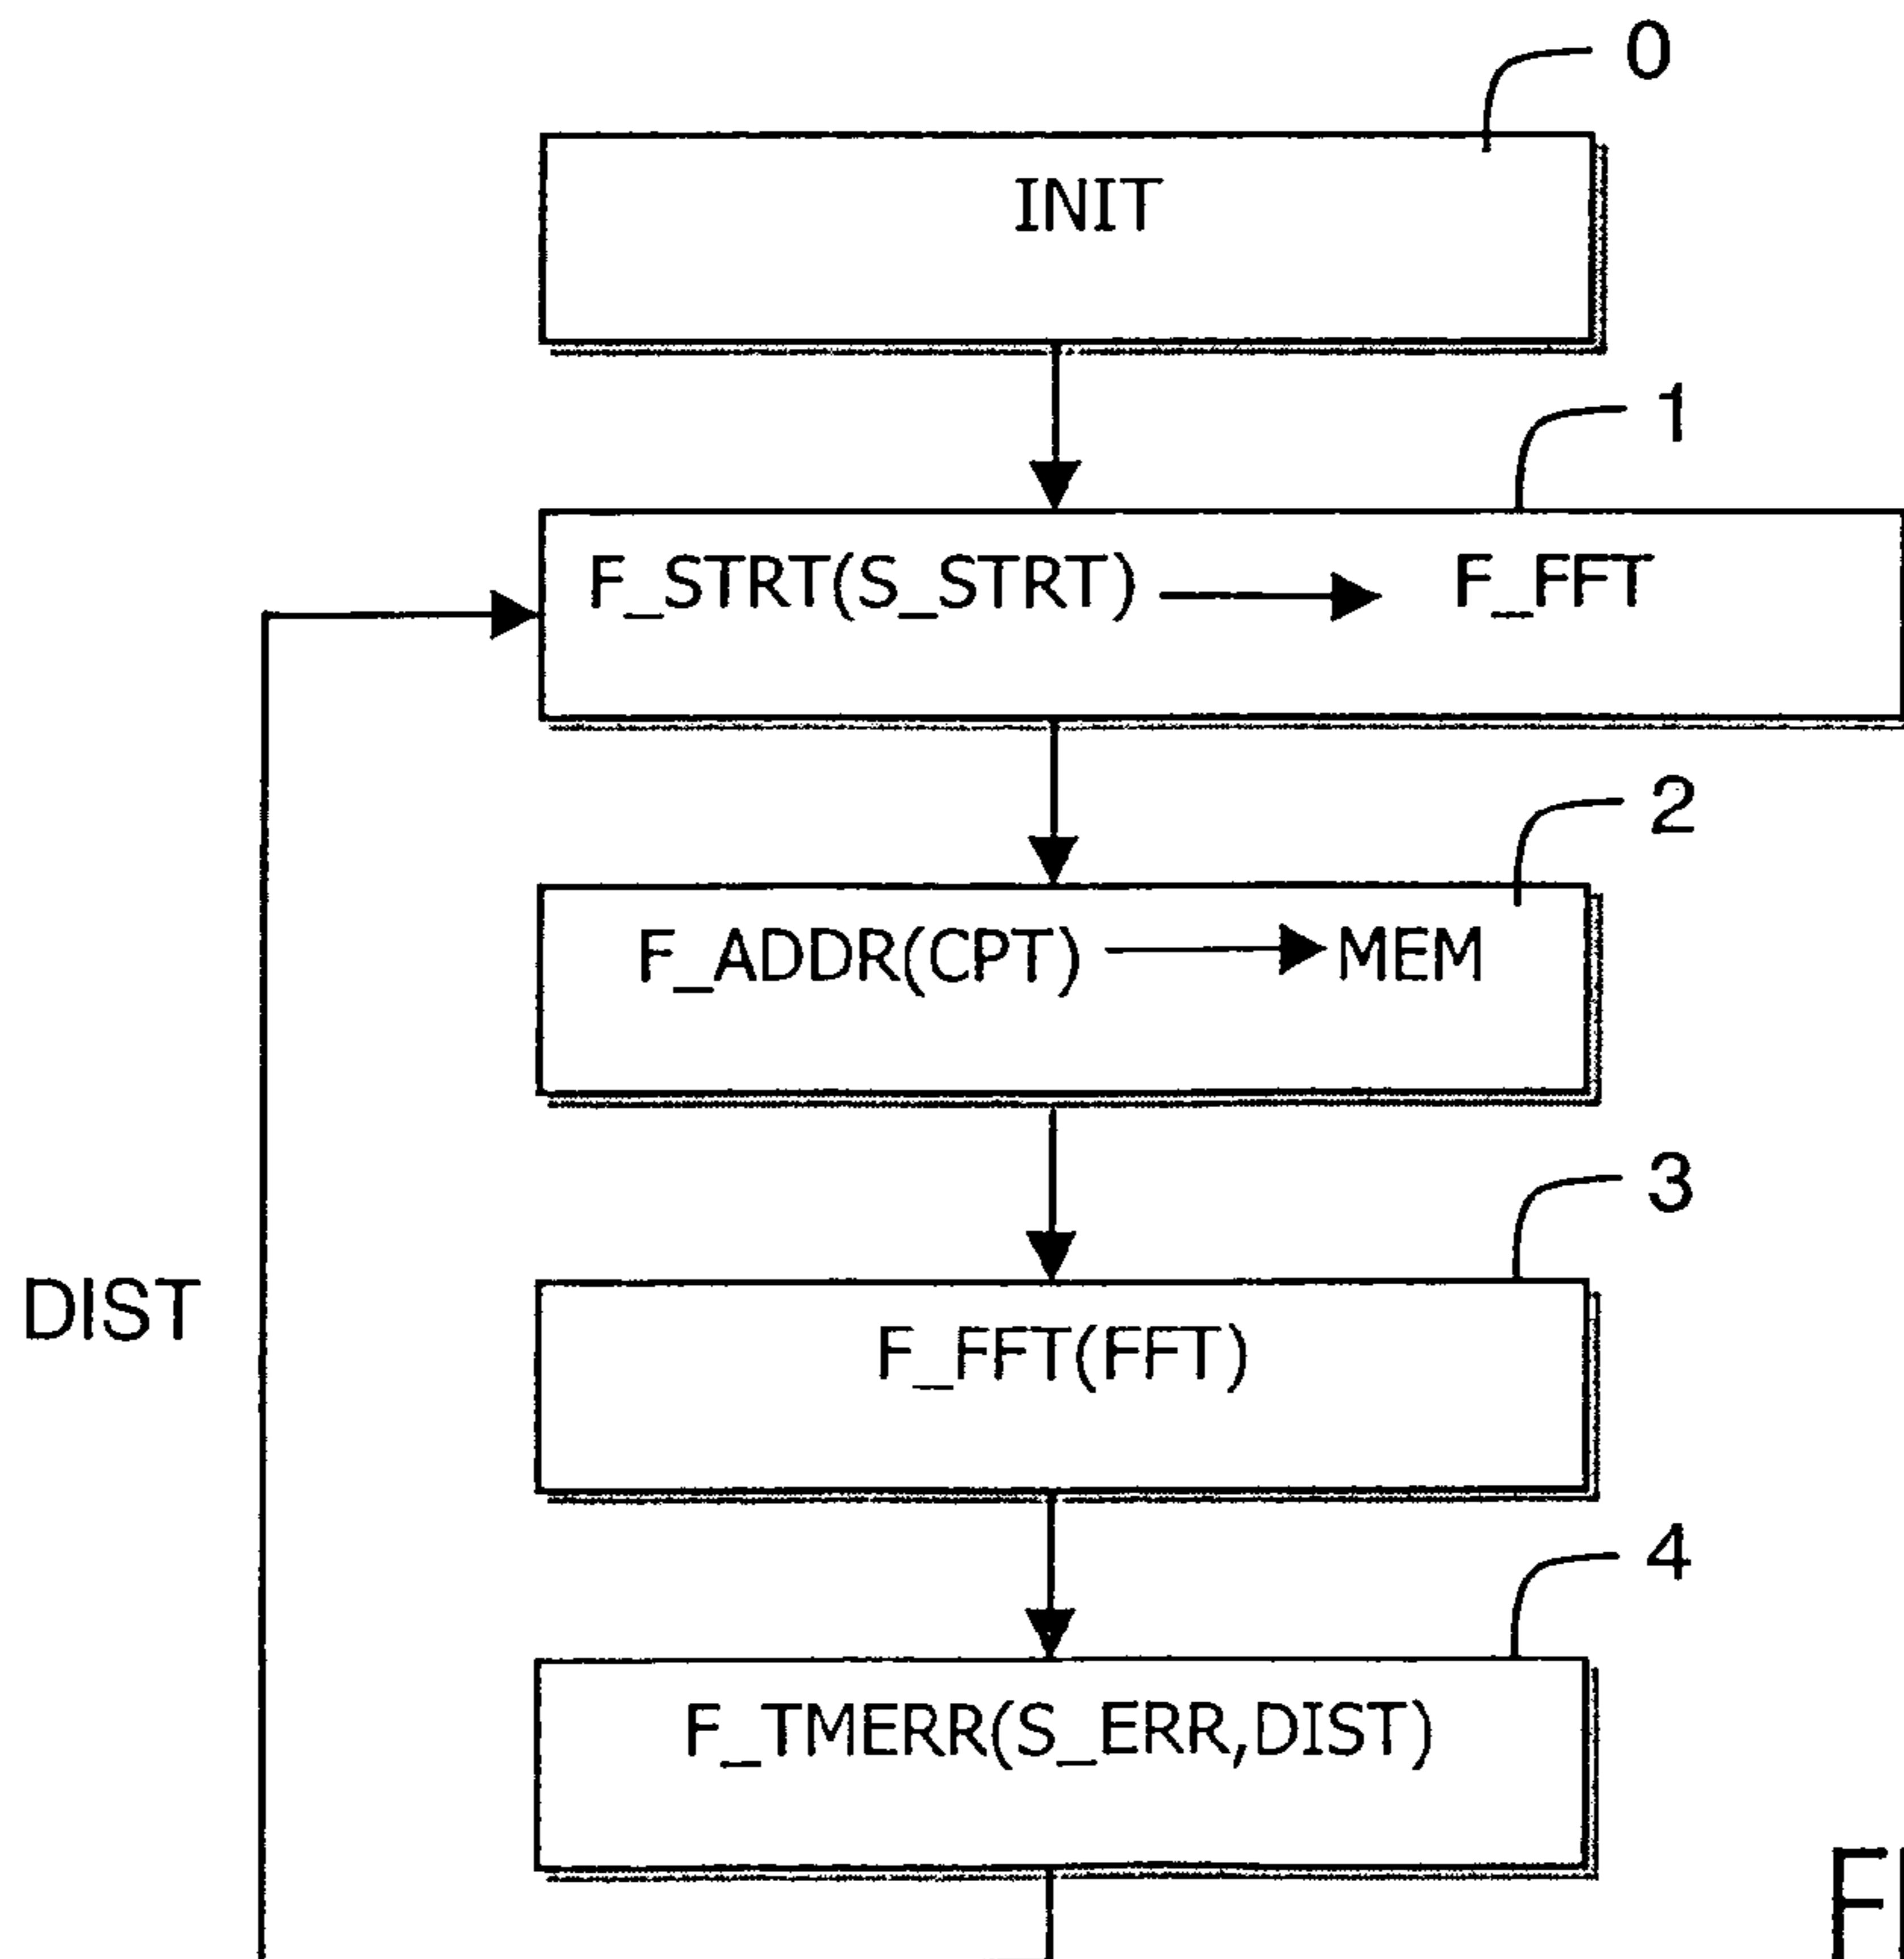 0
INIT
1
F_STRT(S_STRT) → F_FFT
2
F_ADDR(CPT) → MEM
3
DIST
F_FFT(FFT)
4
F_TMERR(S_ERR,DIST)